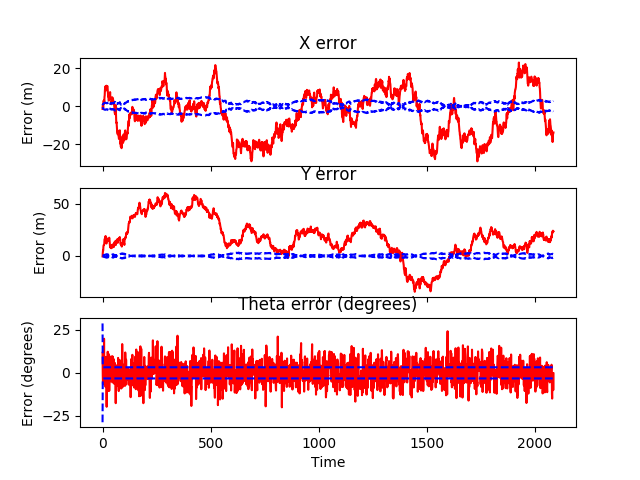 X error
Error (m)
20
0
−20
Y error
Error (m)
50
0
Theta error (degrees)
Error (degrees)
25
0
−25
0 500 1000 1500 2000
Time